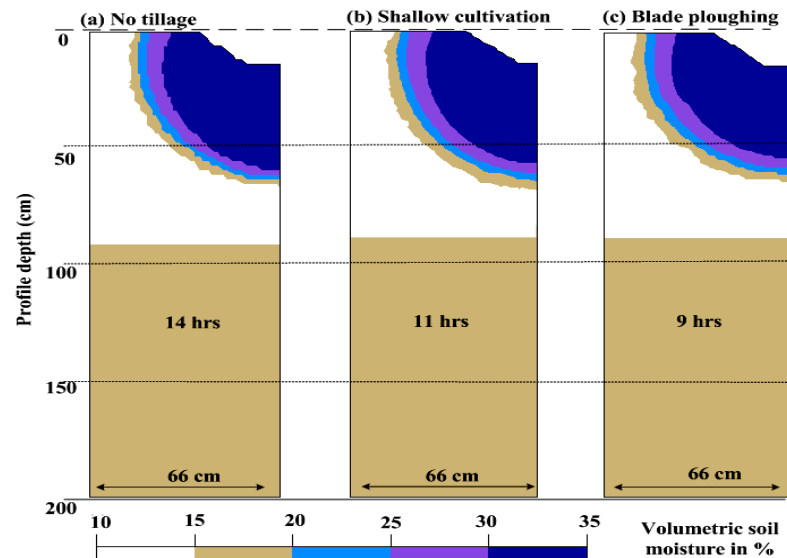 (a) No tillage
(b) Shallow cultivation
(c) Blade ploughing
0
50
100
150
200
Profile depth (cm)
14 hrs
11 hrs
9 hrs
66 cm
66 cm
66 cm
10 15 20 25 30 35
Volumetric soil
moisture in %